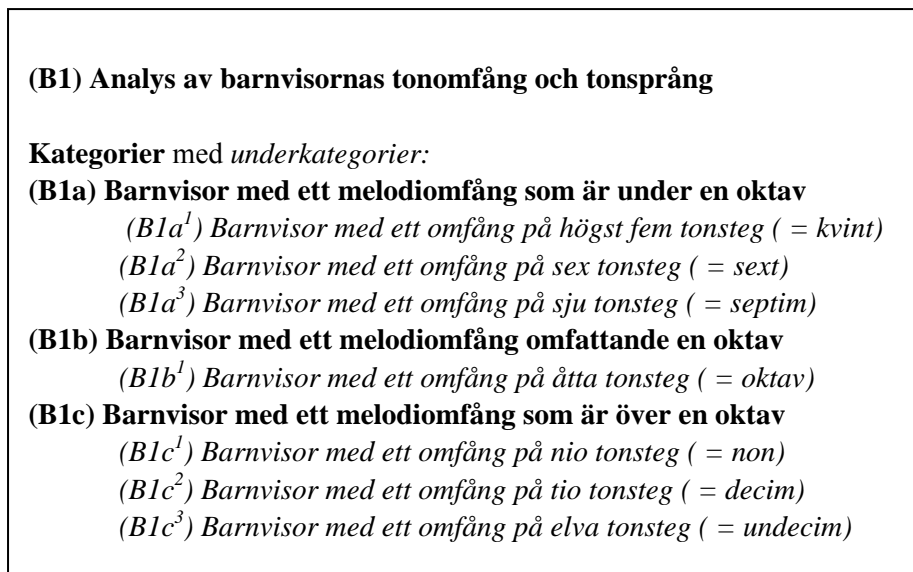 (B1) Analys av barnvisornas tonomfång och tonsprång
Kategorier med underkategorier:
(B1a) Barnvisor med ett melodiomfång som är under en oktav
(B1a¹) Barnvisor med ett omfång på högst fem tonsteg ( = kvint)
(B1a²) Barnvisor med ett omfång på sex tonsteg ( = sext)
(B1a³) Barnvisor med ett omfång på sju tonsteg ( = septim)
(B1b) Barnvisor med ett melodiomfång omfattande en oktav
(B1b¹) Barnvisor med ett omfång på åtta tonsteg ( = oktav)
(B1c) Barnvisor med ett melodiomfång som är över en oktav
(B1c¹) Barnvisor med ett omfång på nio tonsteg ( = non)
(B1c²) Barnvisor med ett omfång på tio tonsteg ( = decim)
(B1c³) Barnvisor med ett omfång på elva tonsteg ( = undecim)